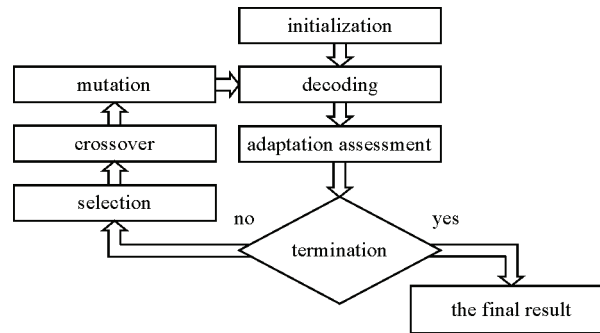 initialization
mutation
decoding
crossover
adaptation assessment
selection
no
yes
termination
the final result